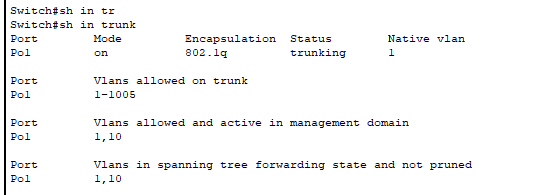 Switch#sh in tr
Switch#sh in trunk
Port Mode Encapsulation Status Native vlan
Po1 on 802.1q trunking 1
Port Vlans allowed on trunk
Po1 1-1005
Port Vlans allowed and active in management domain
Po1 1,10
Port Vlans in spanning tree forwarding state and not pruned
Po1 1,10